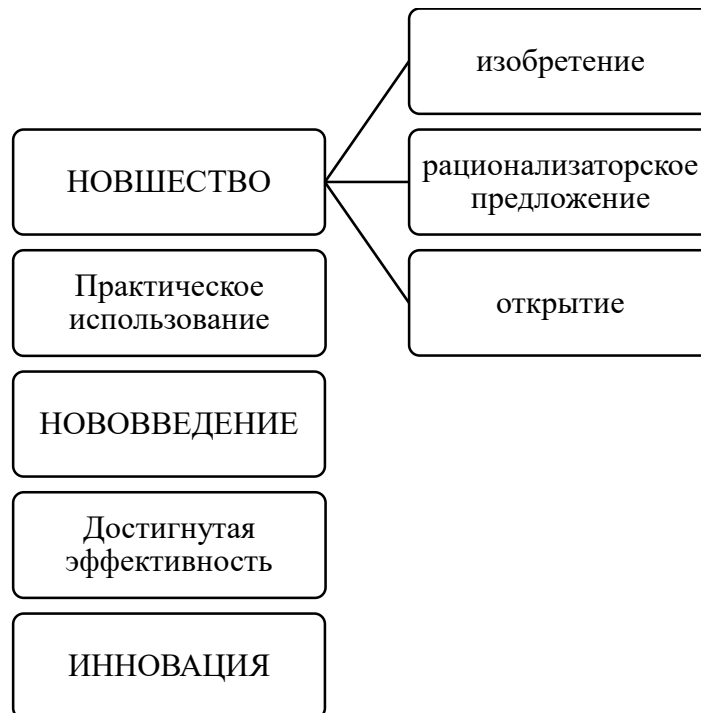 НОВШЕСТВО
изобретение
рационализаторское
предложение
открытие
Практическое
использование
НОВОВВЕДЕНИЕ
Достигнутая
эффективность
ИННОВАЦИЯ